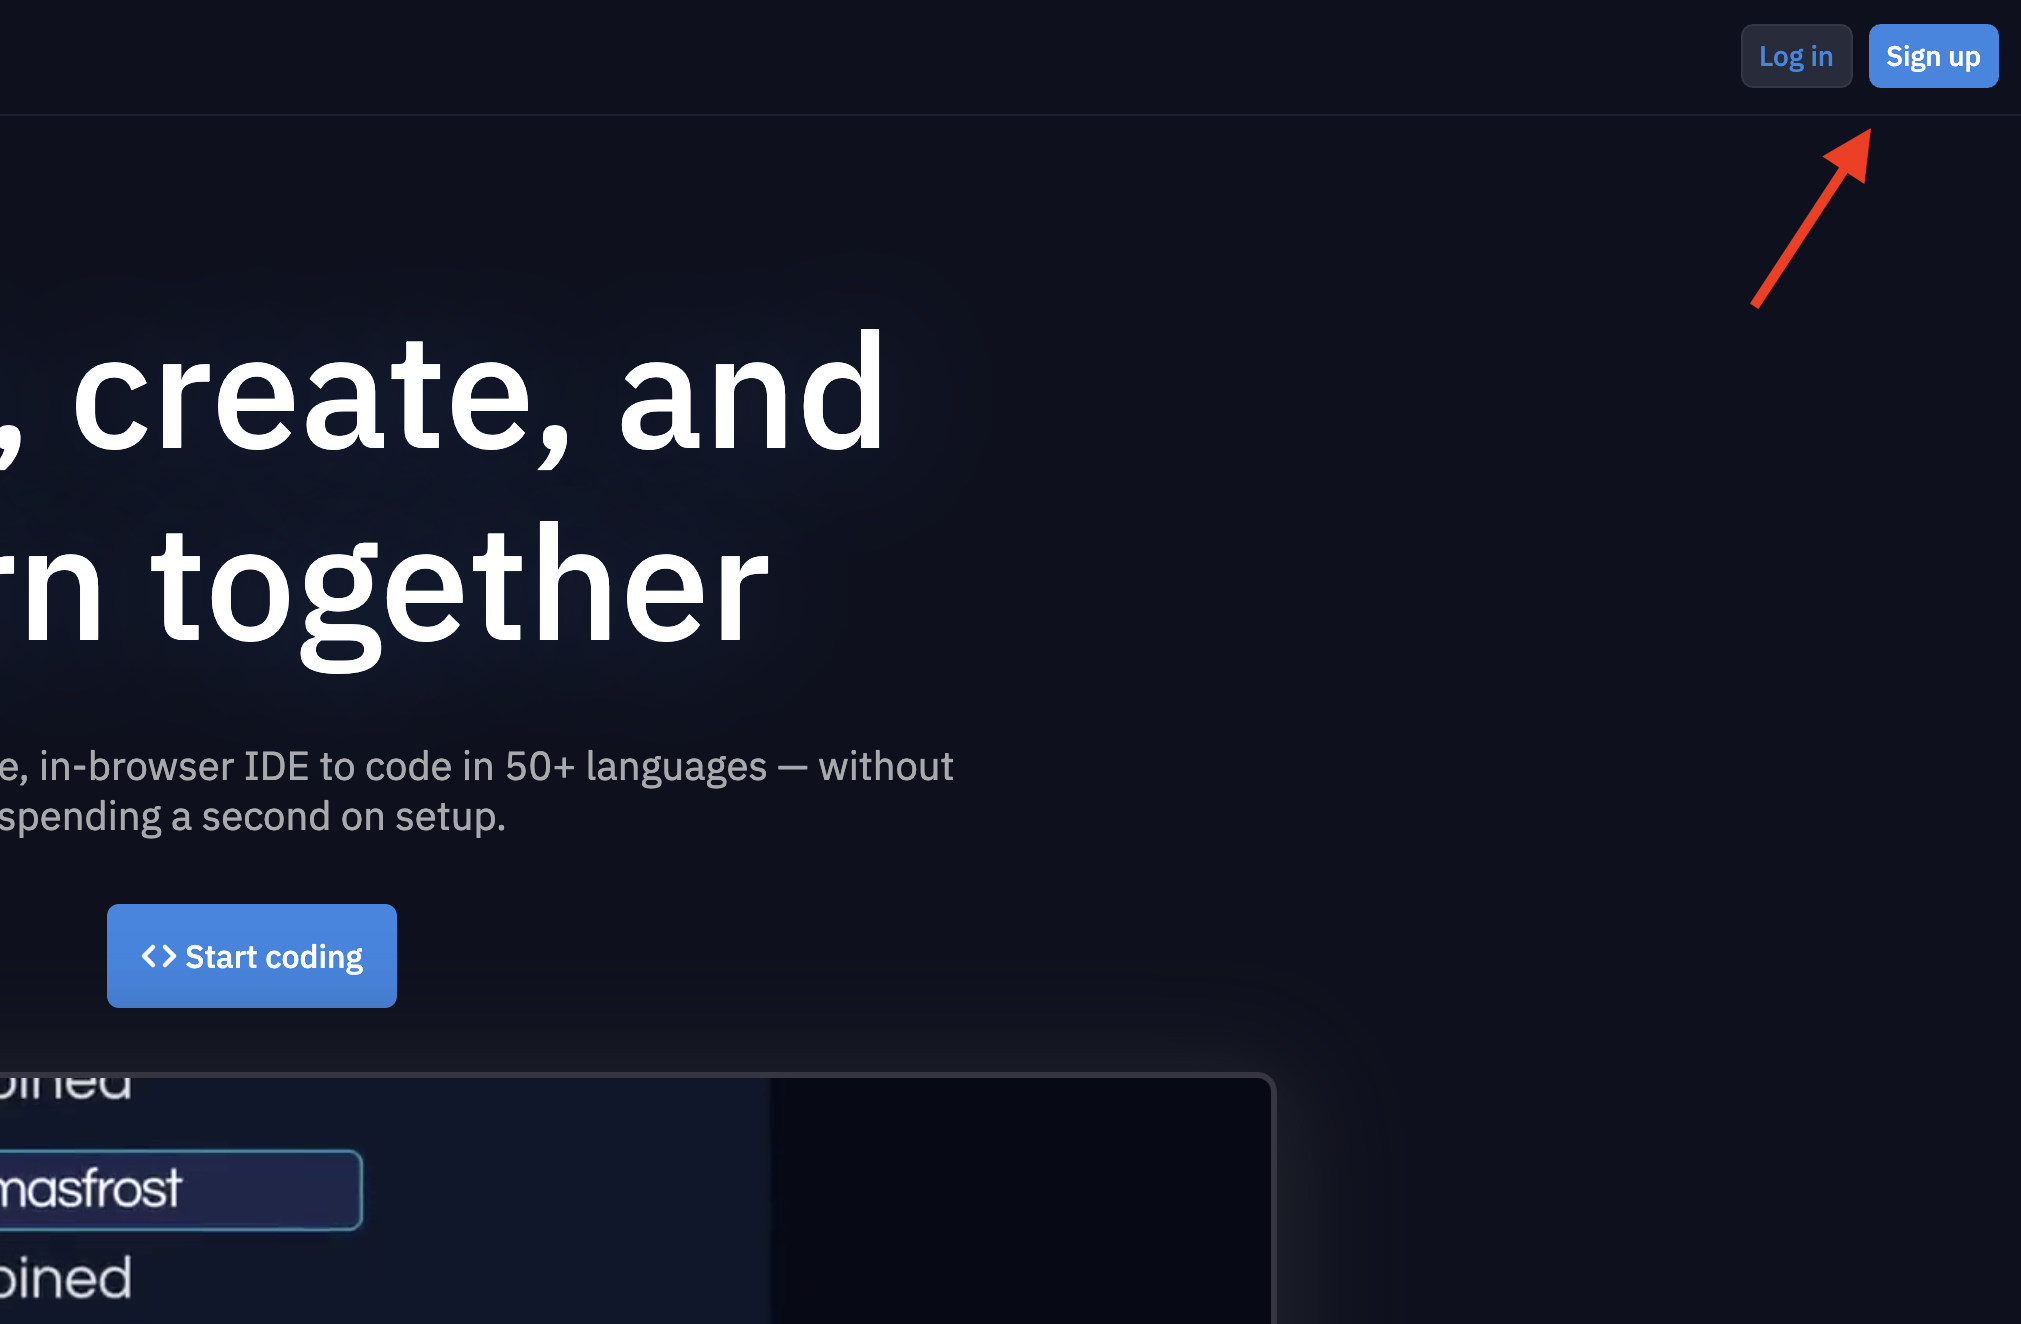 Log in
Sign up
, create, and
rn together
e, in-browser IDE to code in 50+ languages — without
spending a second on setup.
<> Start coding
oined
masfrost
oined